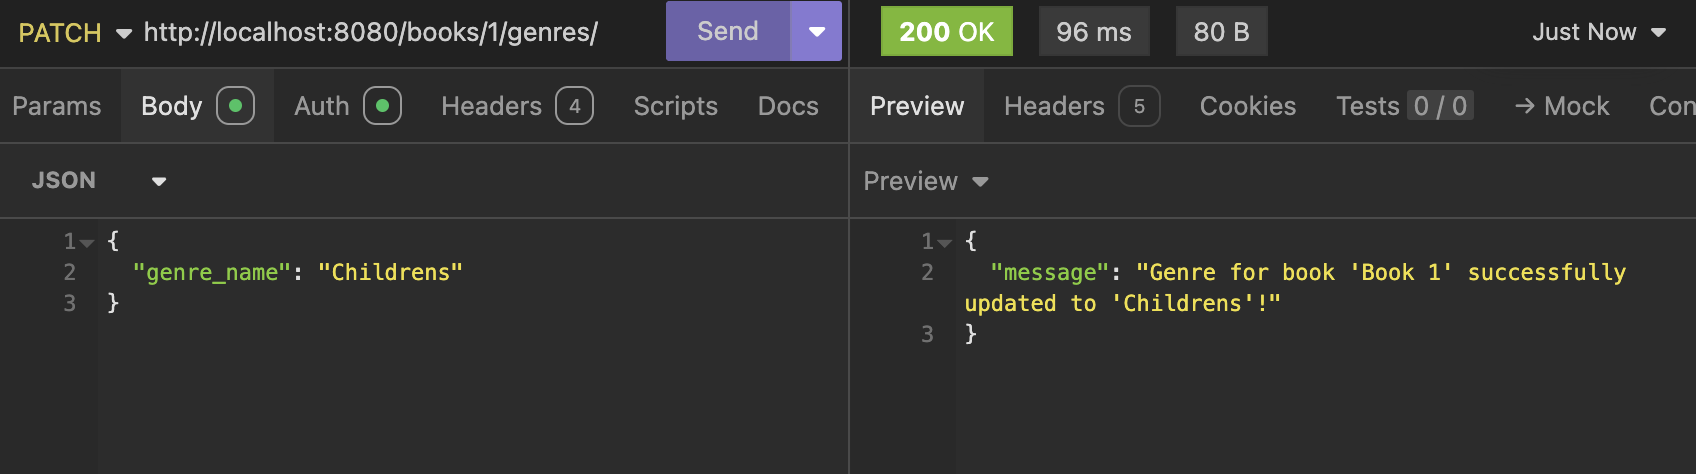 PATCH http://localhost:8080/books/1/genres/ Send 200 OK 96 ms 80 B Just Now
Params Body Auth Headers 4 Scripts Docs Preview Headers 5 Cookies Tests 0 / 0 → Mock Con
JSON
1 {
2 "genre_name": "Childrens"
3 }
Preview
1 {
2 "message": "Genre for book 'Book 1' successfully
updated to 'Childrens'!"
3 }